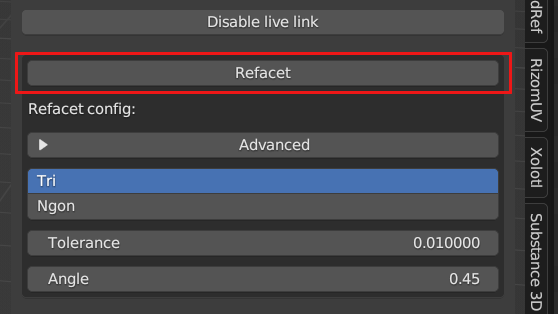 Disable live link
Refacet
Refacet config:
Advanced
Tri
Ngon
Tolerance 0.010000
Angle 0.45
dRef
RizomUV
Xolotl
Substance 3D